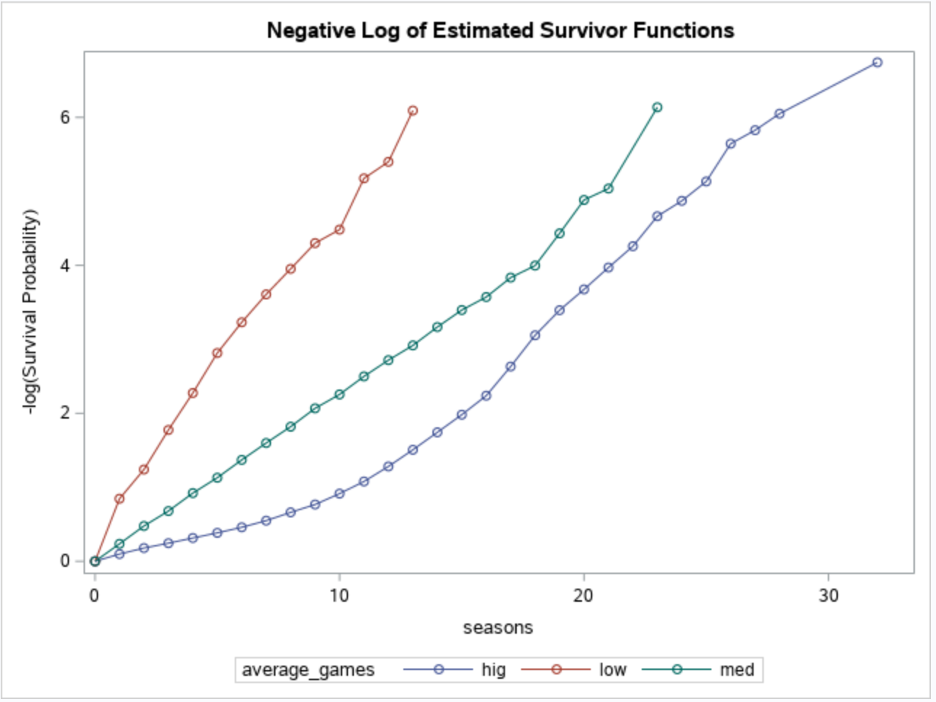 Negative Log of Estimated Survivor Functions
6
4
2
0
-log(Survival Probability)
0 10 20 30
seasons
average_games hig low med